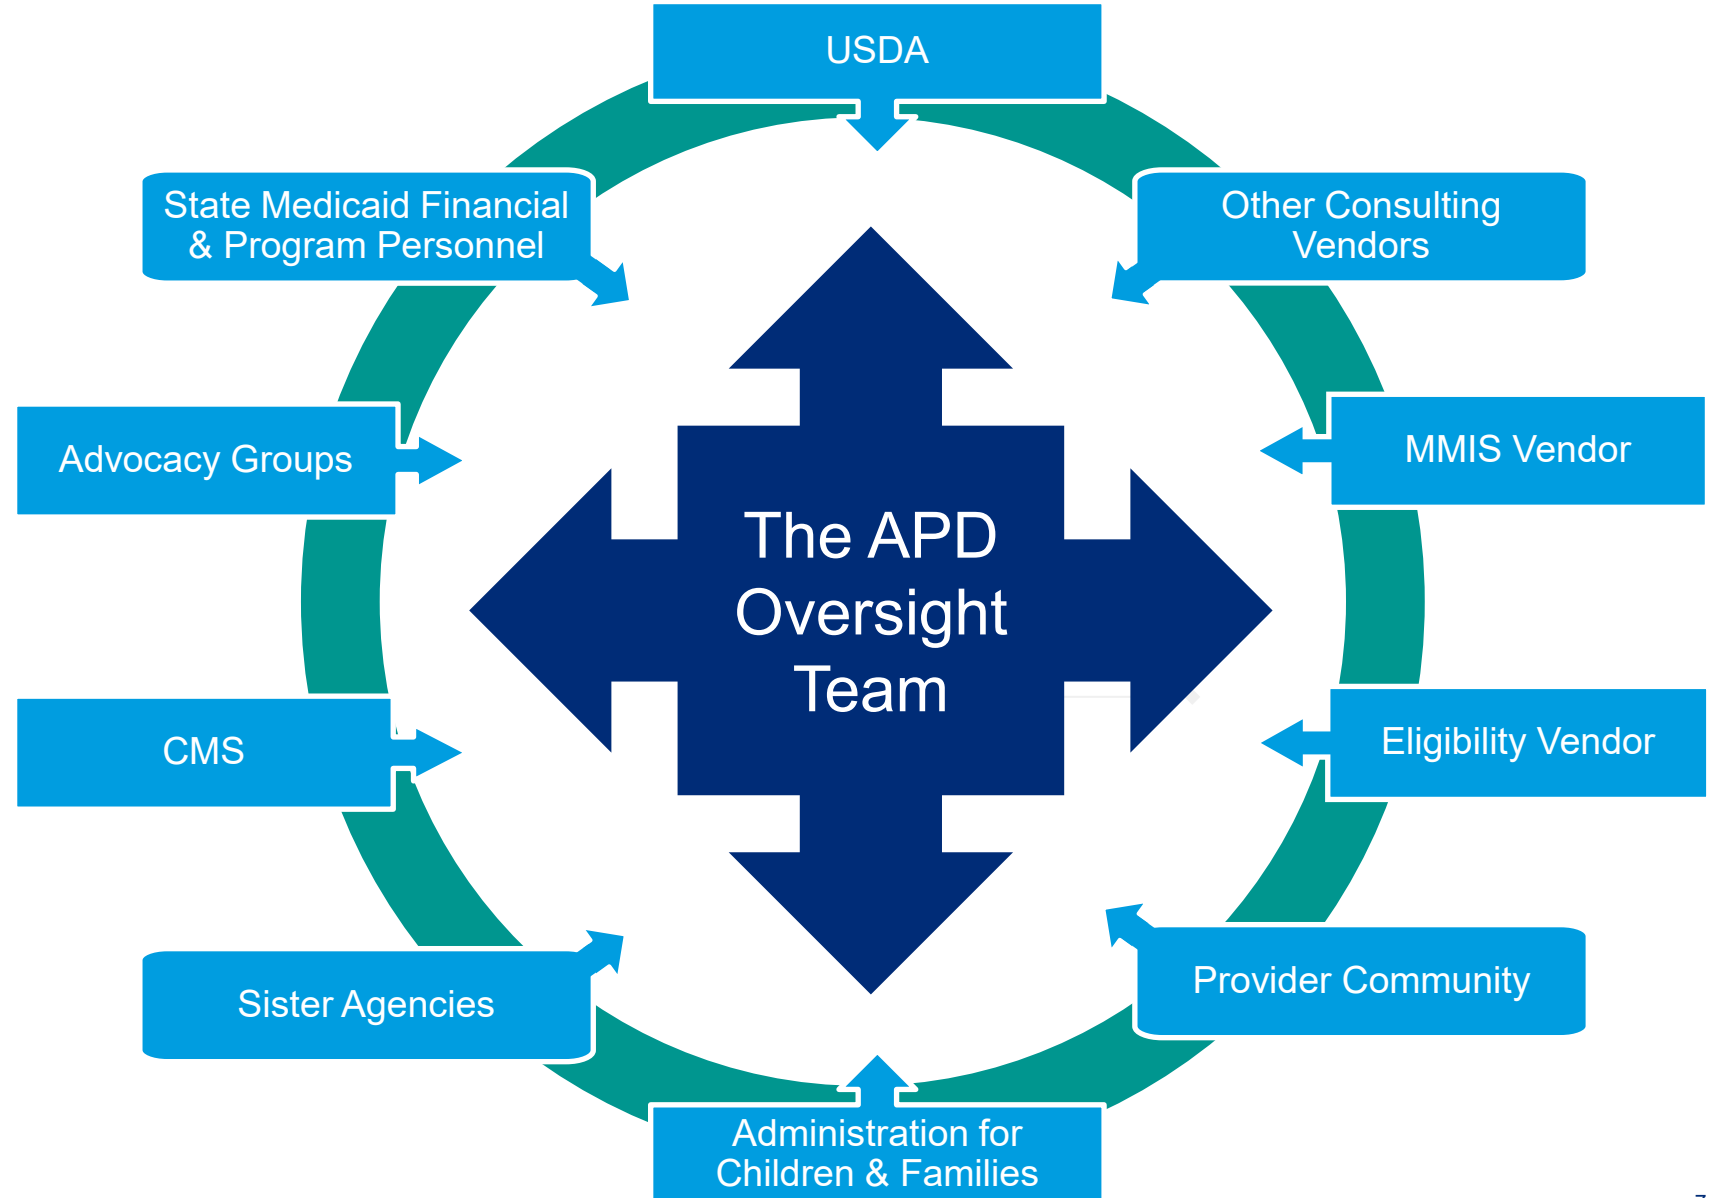 USDA
State Medicaid Financial
& Program Personnel
Other Consulting
Vendors
Advocacy Groups
MMIS Vendor
The APD
Oversight
Team
CMS
Eligibility Vendor
Sister Agencies
Provider Community
Administration for
Children & Families